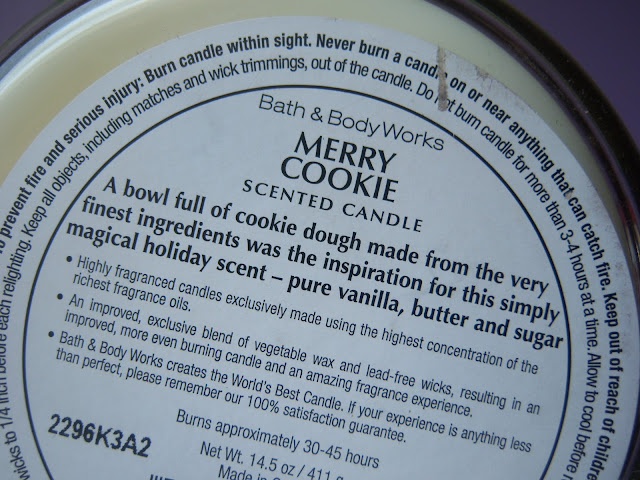 To prevent fire and serious injury: Burn candle within sight. Never burn a candle on or near anything that can catch fire. Keep out of reach of children
wicks to 1/4 inch before each relighting. Keep all objects, including matches and wick trimmings, out of the candle. Do not burn candle for more than 3-4 hours at a time. Allow to cool before
Bath & Body Works
MERRY
COOKIE
SCENTED CANDLE
A bowl full of cookie dough made from the very
finest ingredients was the inspiration for this simply
magical holiday scent – pure vanilla, butter and sugar
• Highly fragranced candles exclusively made using the highest concentration of the
richest fragrance oils.
• An improved, exclusive blend of vegetable wax and lead-free wicks, resulting in an
improved, more even burning candle and an amazing fragrance experience.
• Bath & Body Works creates the World's Best Candle. If your experience is anything less
than perfect, please remember our 100% satisfaction guarantee.
2296K3A2
Burns approximately 30-45 hours
Net Wt. 14.5 oz / 411
Made in